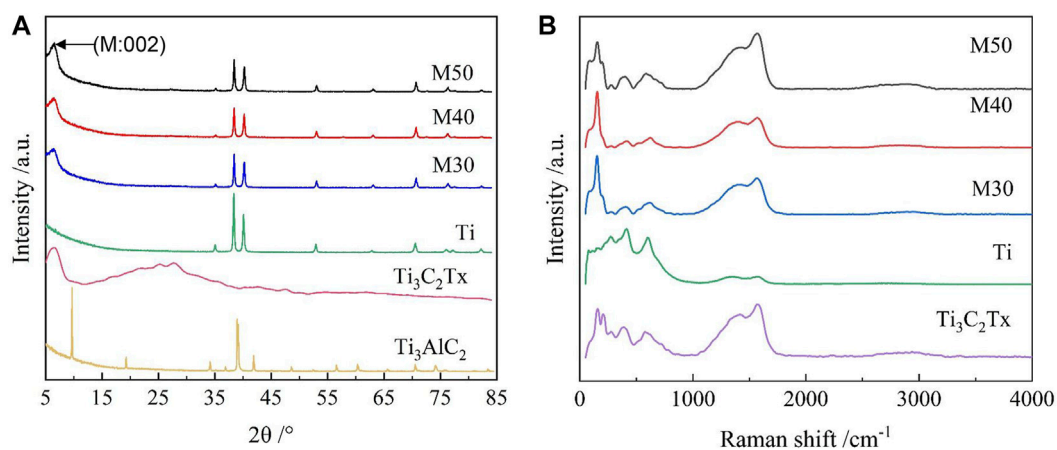 A
(M:002)
M50
M40
M30
Ti
Ti3C2Tx
Ti3AlC2
Intensity /a.u.
5 15 25 35 45 55 65 75 85
2θ /°
B
M50
M40
M30
Ti
Ti3C2Tx
Intensity /a.u.
0 1000 2000 3000 4000
Raman shift /cm-1